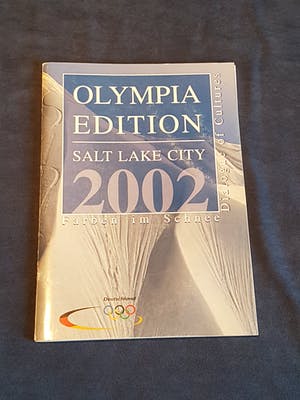 OLYMPIA
EDITION
SALT LAKE CITY
2002
Farben im Schnee
Dialogue of Cultures
Deutschland